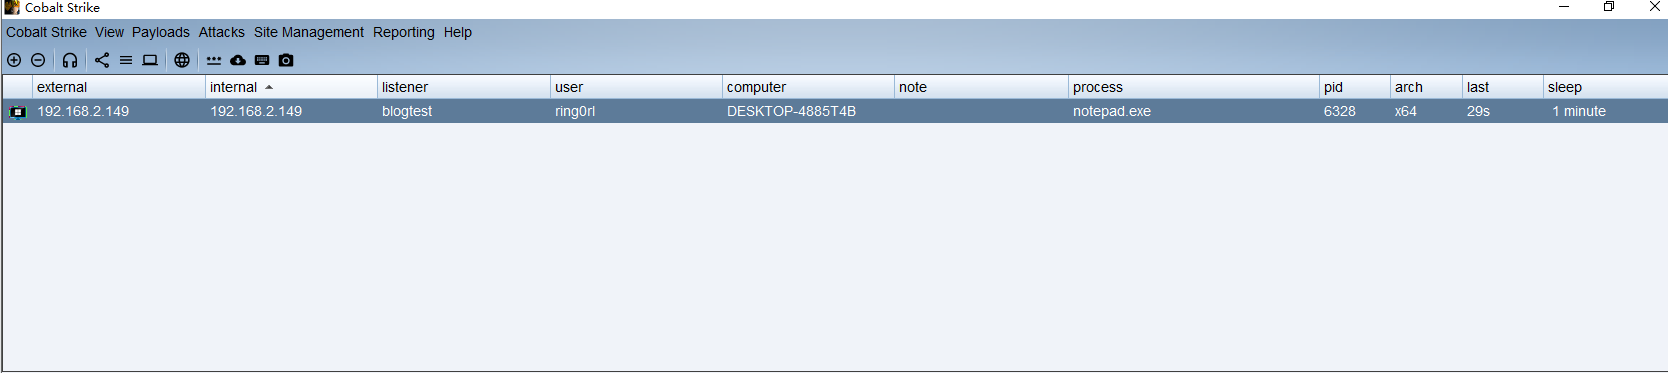 Cobalt Strike
Cobalt Strike View Payloads Attacks Site Management Reporting Help
external internal listener user computer note process pid arch last sleep
192.168.2.149 192.168.2.149 blogtest ring0rl DESKTOP-4885T4B notepad.exe 6328 x64 29s 1 minute